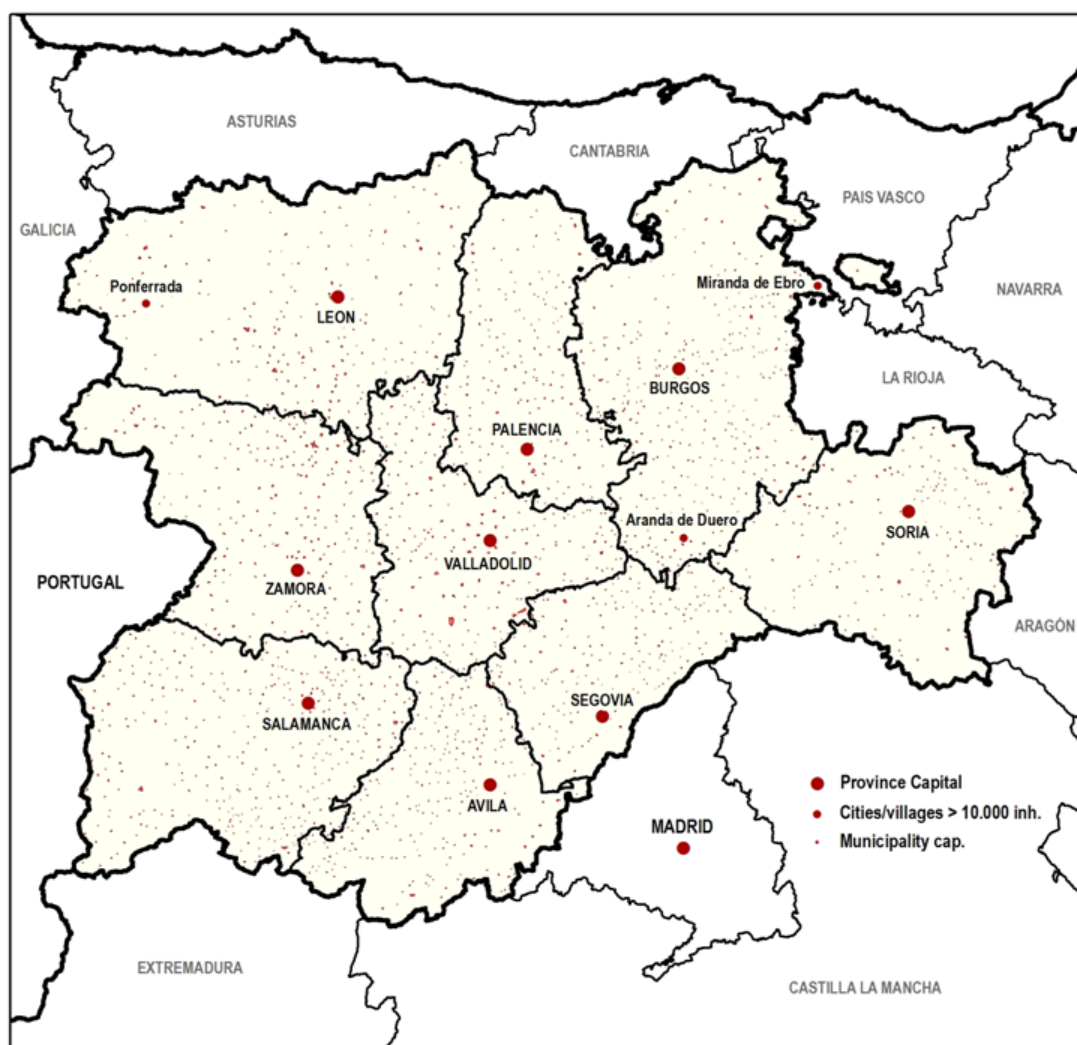 ASTURIAS
CANTABRIA
PAIS VASCO
GALICIA
Ponferrada
Miranda de Ebro
NAVARRA
LEON
LA RIOJA
BURGOS
PALENCIA
Aranda de Duero
SORIA
VALLADOLID
PORTUGAL
ZAMORA
ARAGÓN
SEGOVIA
SALAMANCA
Province Capital
AVILA
Cities/villages > 10.000 inh.
MADRID
Municipality cap.
EXTREMADURA
CASTILLA LA MANCHA